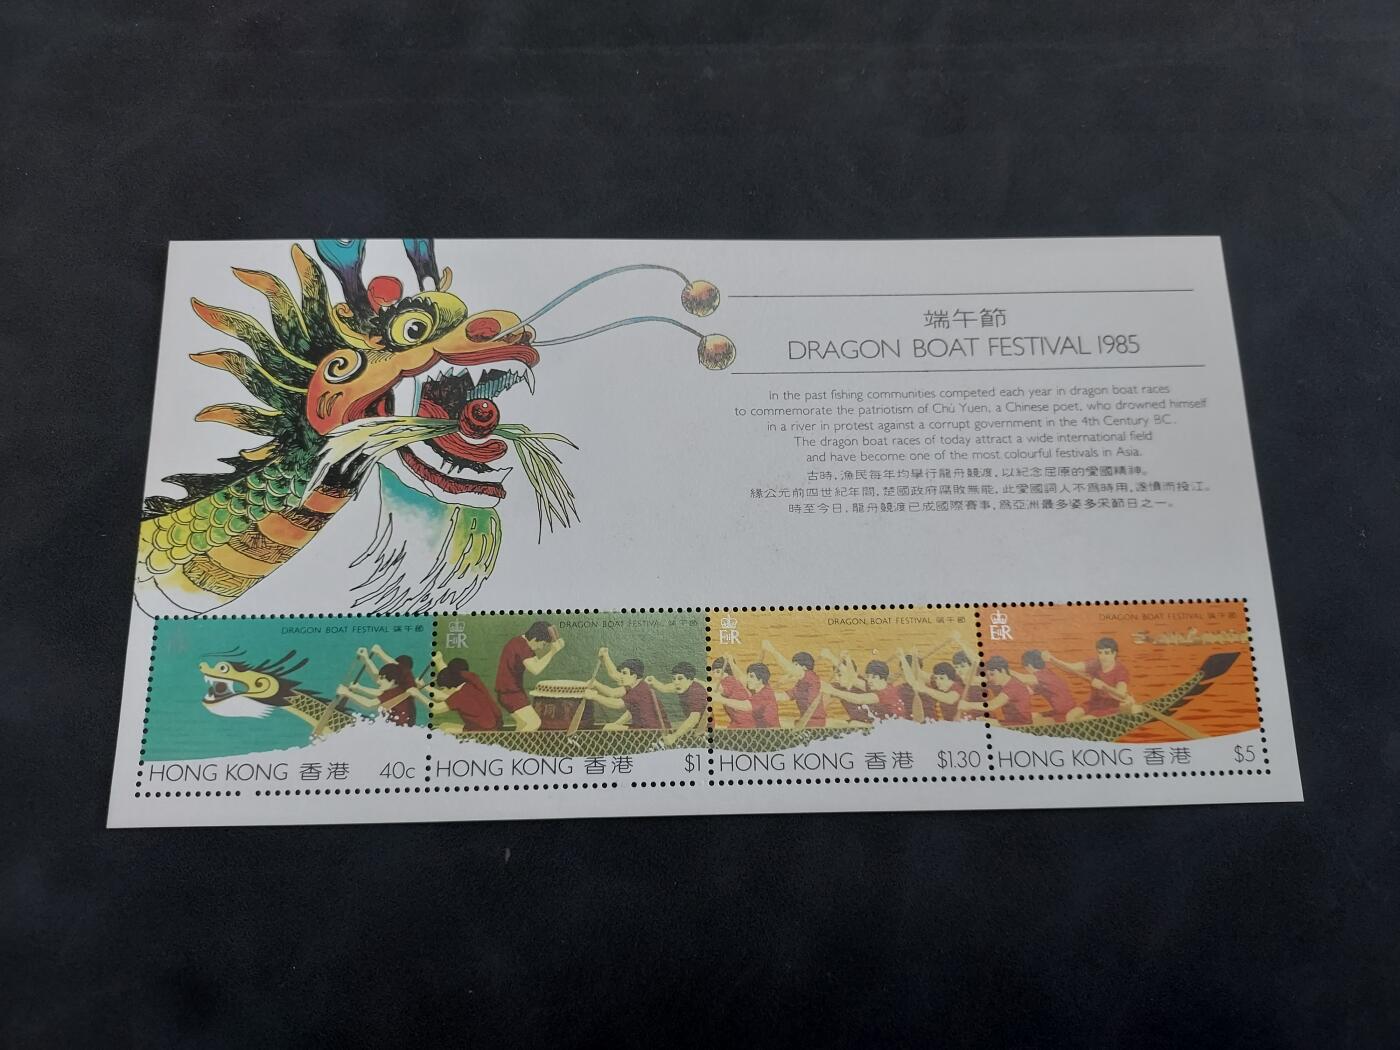 端午節
DRAGON BOAT FESTIVAL 1985
In the past fishing communities competed each year in dragon boat races
to commemorate the patriotism of Chü Yuen, a Chinese poet, who drowned himself
in a river in protest against a corrupt government in the 4th Century BC.
The dragon boat races of today attract a wide international field
and have become one of the most colourful festivals in Asia.
古時，漁民每年均舉行龍舟競渡，以紀念屈原的愛國精神。
緣公元前四世紀年間，楚國政府腐敗無能，此愛國詞人不爲時用，遂憤而投江。
時至今日，龍舟競渡已成國際賽事，爲亞洲最多姿多采節日之一。
DRAGON BOAT FESTIVAL 端午節
HONG KONG 香港 40c
EIIR
DRAGON BOAT FESTIVAL 端午節
HONG KONG 香港 $1
EIIR
DRAGON BOAT FESTIVAL 端午節
HONG KONG 香港 $1.30
EIIR
DRAGON BOAT FESTIVAL 端午節
HONG KONG 香港 $5